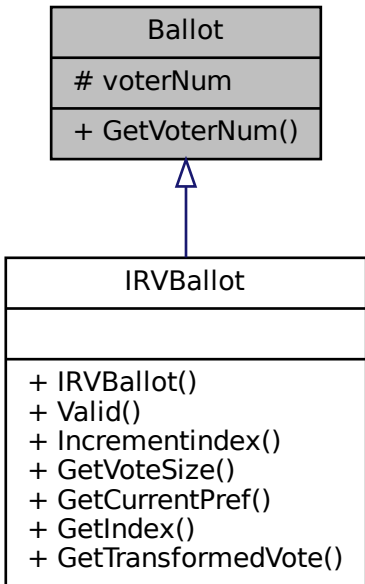 Ballot
# voterNum
+ GetVoterNum()
IRVBallot
+ IRVBallot()
+ Valid()
+ Incrementindex()
+ GetVoteSize()
+ GetCurrentPref()
+ GetIndex()
+ GetTransformedVote()